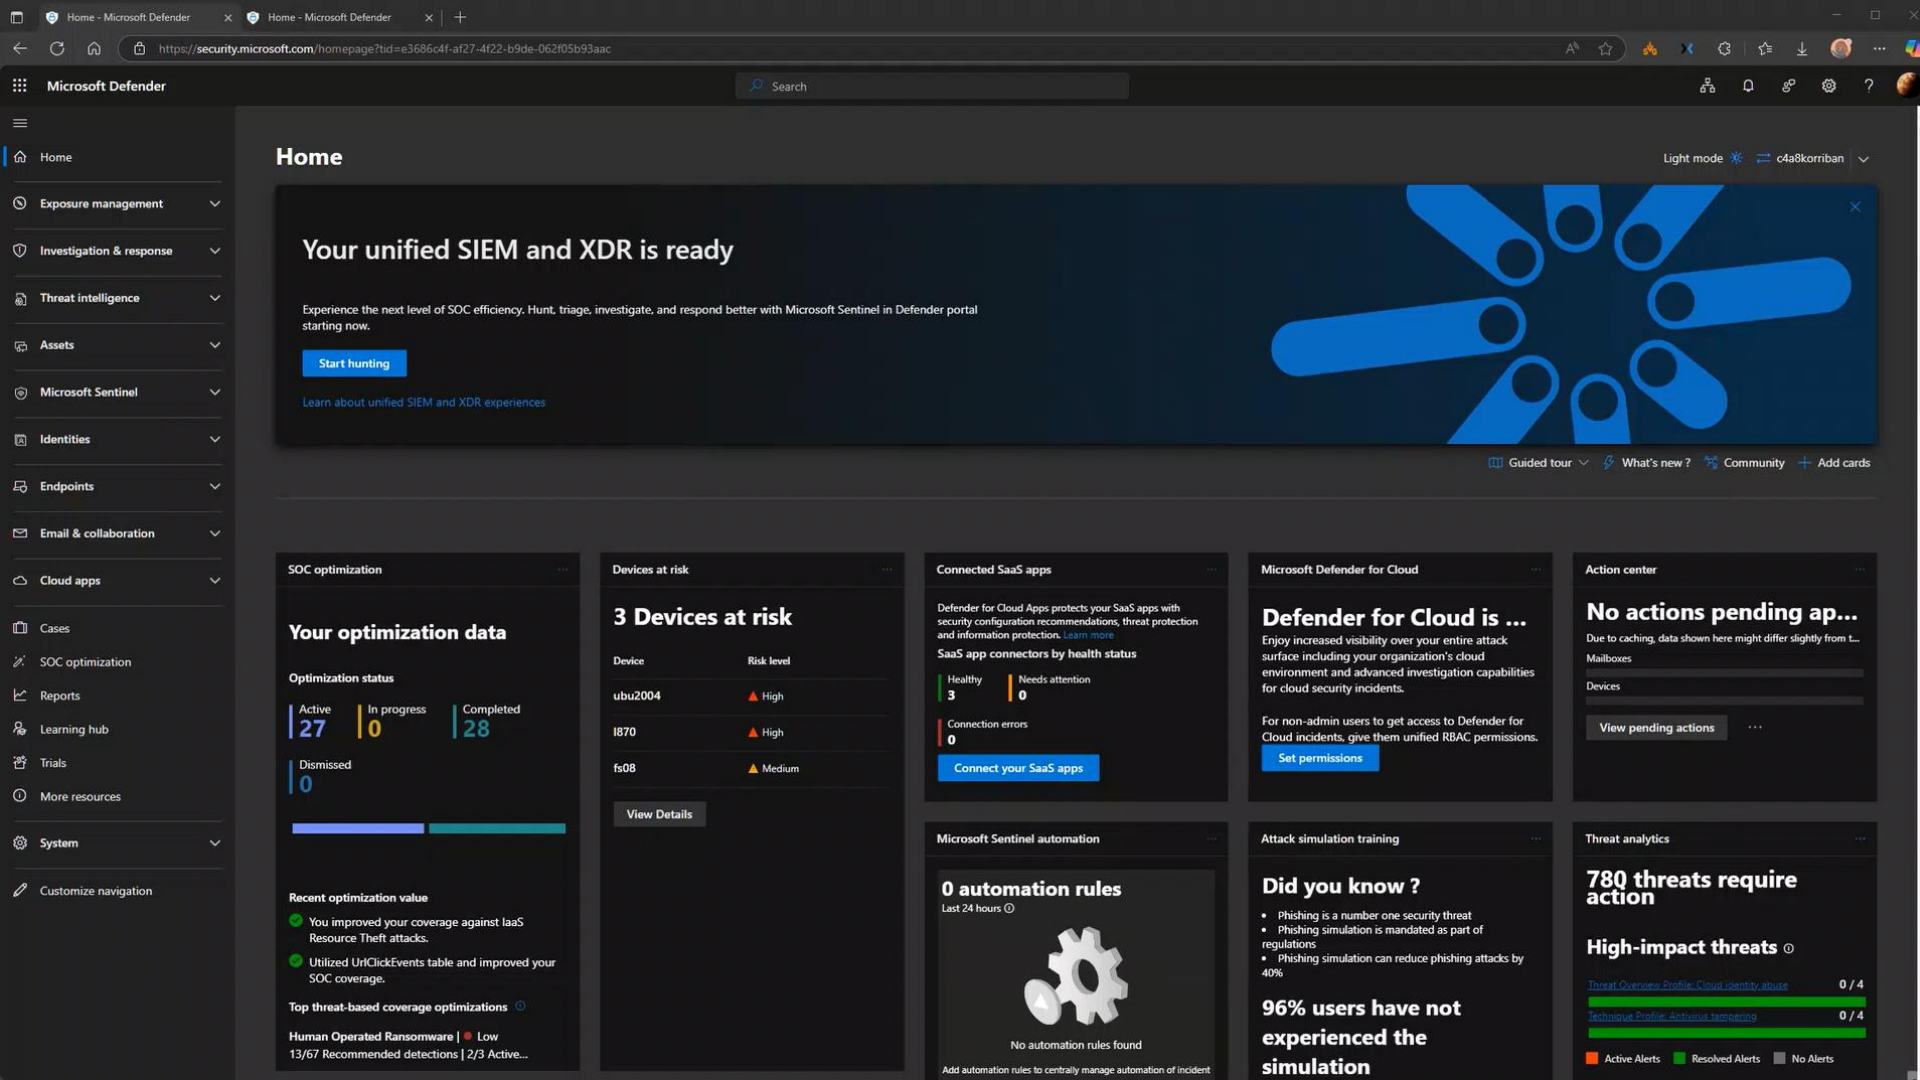 Home - Microsoft Defender
Home - Microsoft Defender
https://security.microsoft.com/homepage?tid=e3686c4f-af27-4f22-b9de-062f05b93aac
Microsoft Defender
Search
Home
Exposure management
Investigation & response
Threat intelligence
Assets
Microsoft Sentinel
Identities
Endpoints
Email & collaboration
Cloud apps
Cases
SOC optimization
Reports
Learning hub
Trials
More resources
System
Customize navigation
Home
Light mode
c4a8korriban
Your unified SIEM and XDR is ready
Experience the next level of SOC efficiency. Hunt, triage, investigate, and respond better with Microsoft Sentinel in Defender portal
starting now.
Start hunting
Learn about unified SIEM and XDR experiences
Guided tour
What's new ?
Community
Add cards
SOC optimization
Your optimization data
Optimization status
Active
27
In progress
0
Completed
28
Dismissed
0
Recent optimization value
You improved your coverage against IaaS
Resource Theft attacks.
Utilized UrlClickEvents table and improved your
SOC coverage.
Top threat-based coverage optimizations
Human Operated Ransomware | Low
13/67 Recommended detections | 2/3 Active...
Devices at risk
3 Devices at risk
Device Risk level
ubu2004 High
l870 High
fs08 Medium
View Details
Connected SaaS apps
Defender for Cloud Apps protects your SaaS apps with
security configuration recommendations, threat protection
and information protection. Learn more
SaaS app connectors by health status
Healthy
3
Needs attention
0
Connection errors
0
Connect your SaaS apps
Microsoft Defender for Cloud
Defender for Cloud is ...
Enjoy increased visibility over your entire attack
surface including your organization's cloud
environment and advanced investigation capabilities
for cloud security incidents.
For non-admin users to get access to Defender for
Cloud incidents, give them unified RBAC permissions.
Set permissions
Action center
No actions pending ap...
Due to caching, data shown here might differ slightly from t...
Mailboxes
Devices
View pending actions
Microsoft Sentinel automation
0 automation rules
Last 24 hours
No automation rules found
Add automation rules to centrally manage automation of incident
Attack simulation training
Did you know ?
• Phishing is a number one security threat
• Phishing simulation is mandated as part of
regulations
• Phishing simulation can reduce phishing attacks by
40%
96% users have not
experienced the
simulation
Threat analytics
780 threats require
action
High-impact threats
Threat Overview Profile: Cloud identity abuse 0 / 4
Technique Profile: Antivirus tampering 0 / 4
Active Alerts
Resolved Alerts
No Alerts